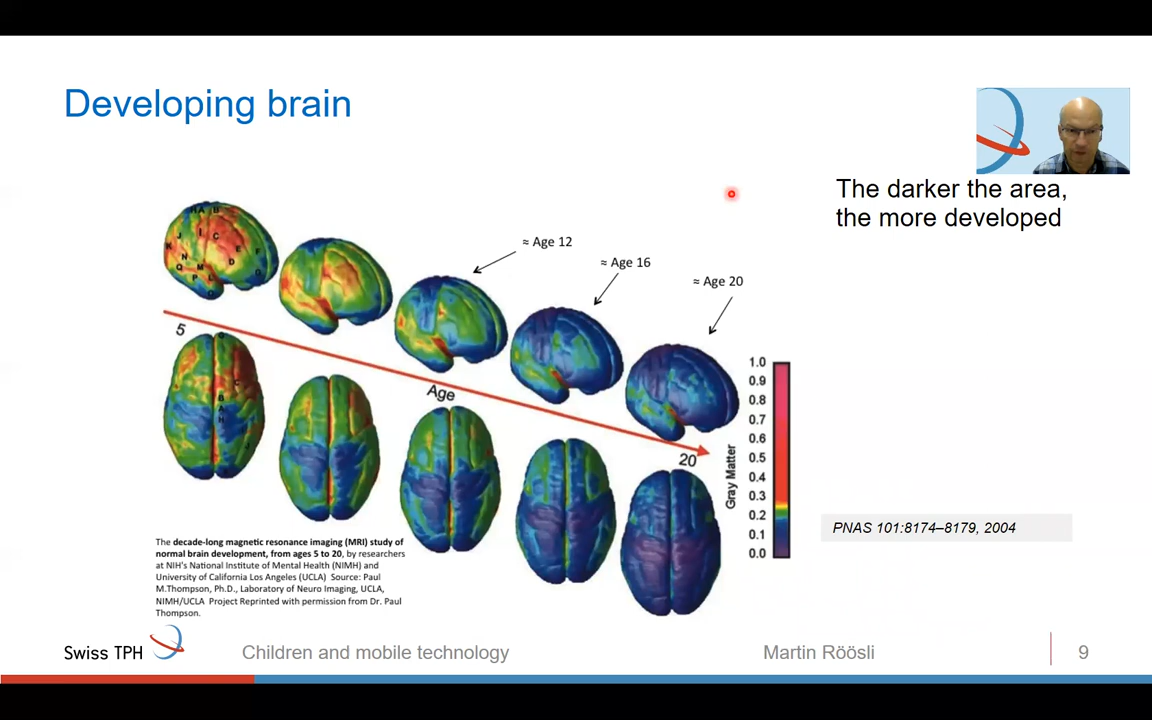 Developing brain
The darker the area,
the more developed
≈ Age 12
≈ Age 16
≈ Age 20
5
Age
20
Gray Matter
1.0
0.9
0.8
0.7
0.6
0.5
0.4
0.3
0.2
0.1
0.0
PNAS 101:8174–8179, 2004
The decade-long magnetic resonance imaging (MRI) study of
normal brain development, from ages 5 to 20, by researchers
at NIH's National Institute of Mental Health (NIMH) and
University of California Los Angeles (UCLA) Source: Paul
M.Thompson, Ph.D., Laboratory of Neuro Imaging, UCLA,
NIMH/UCLA Project Reprinted with permission from Dr. Paul
Thompson.
Swiss TPH
Children and mobile technology
Martin Röösli
9